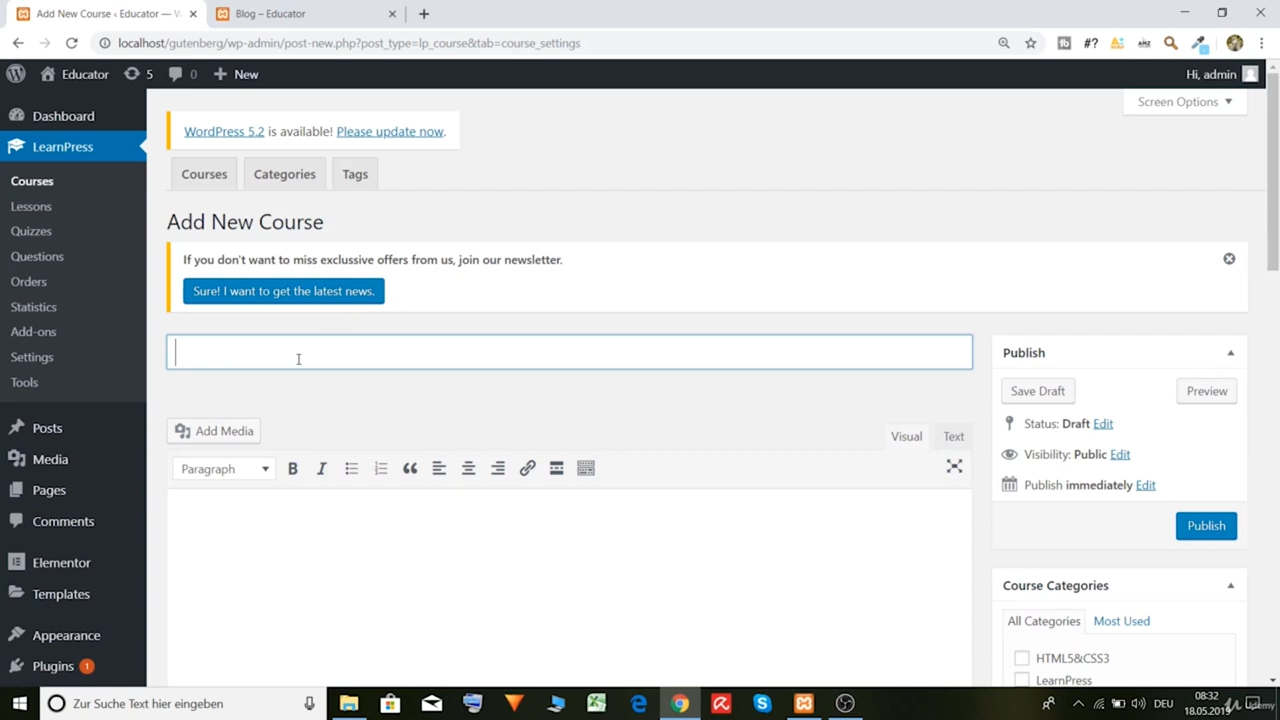 Add New Course ‹ Educator — W
Blog – Educator
localhost/gutenberg/wp-admin/post-new.php?post_type=lp_course&tab=course_settings
#?
Educator
5
0
New
Hi, admin
Dashboard
LearnPress
Courses
Lessons
Quizzes
Questions
Orders
Statistics
Add-ons
Settings
Tools
Posts
Media
Pages
Comments
Elementor
Templates
Appearance
Plugins 1
Screen Options
WordPress 5.2 is available! Please update now.
Courses
Categories
Tags
Add New Course
If you don't want to miss exclussive offers from us, join our newsletter.
Sure! I want to get the latest news.
Add Media
Visual
Text
Paragraph
B
I
Publish
Save Draft
Preview
Status: Draft Edit
Visibility: Public Edit
Publish immediately Edit
Publish
Course Categories
All Categories
Most Used
HTML5&CSS3
LearnPress
Zur Suche Text hier eingeben
DEU
08:32
18.05.2019
Udemy